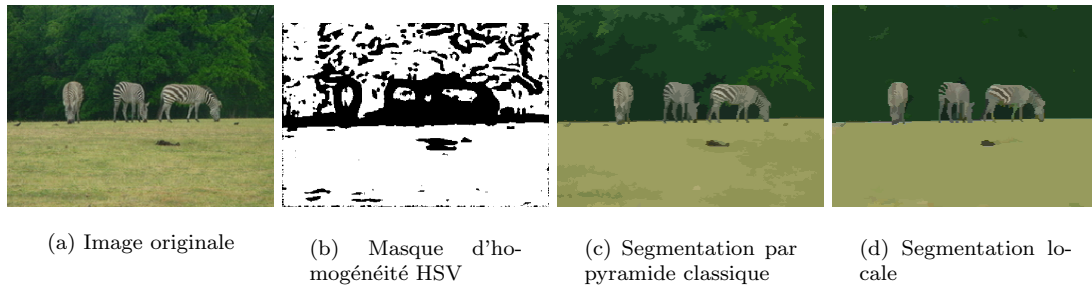 (a) Image originale
(b) Masque d'ho-
mogénéité HSV
(c) Segmentation par
pyramide classique
(d) Segmentation lo-
cale